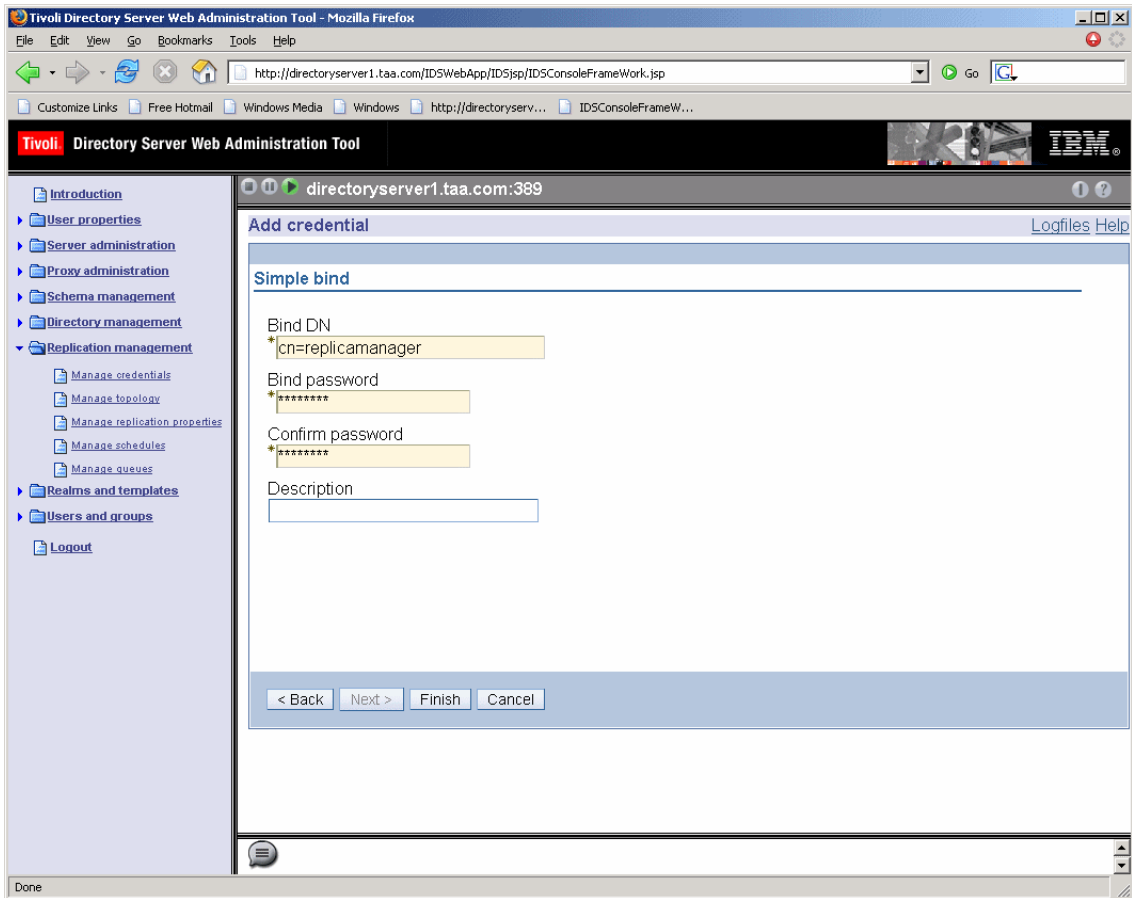 Tivoli Directory Server Web Administration Tool - Mozilla Firefox
File Edit View Go Bookmarks Tools Help
http://directoryserver1.taa.com/IDSWebApp/IDSjsp/IDSConsoleFrameWork.jsp Go G
Customize Links Free Hotmail Windows Media Windows http://directoryserv... IDSConsoleFrameW...
Tivoli. Directory Server Web Administration Tool IBM®
directoryserver1.taa.com:389 ?
Introduction
User properties
Server administration
Proxy administration
Schema management
Directory management
Replication management
Manage credentials
Manage topology
Manage replication properties
Manage schedules
Manage queues
Realms and templates
Users and groups
Logout
Add credential Logfiles Help
Simple bind
Bind DN
*cn=replicamanager
Bind password
*********
Confirm password
*********
Description
< Back Next > Finish Cancel
Done